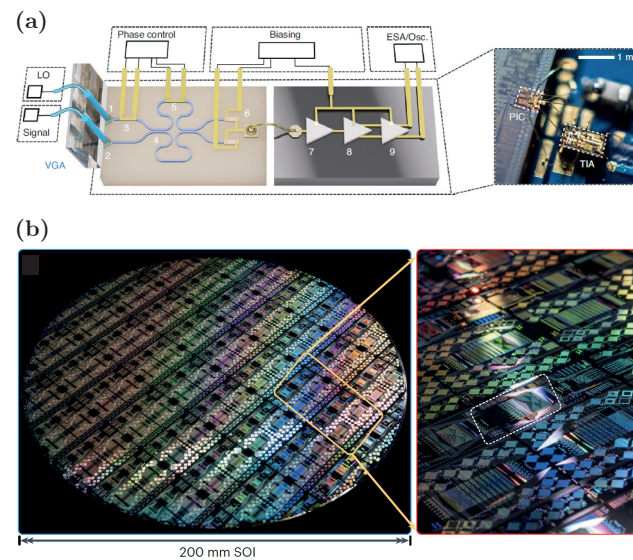 (a)
Phase control
Biasing
ESA/Osc.
LO
Signal
VGA
1
2
3
4
5
6
7
8
9
1 m
PIC
TIA
(b)
200 mm SOI